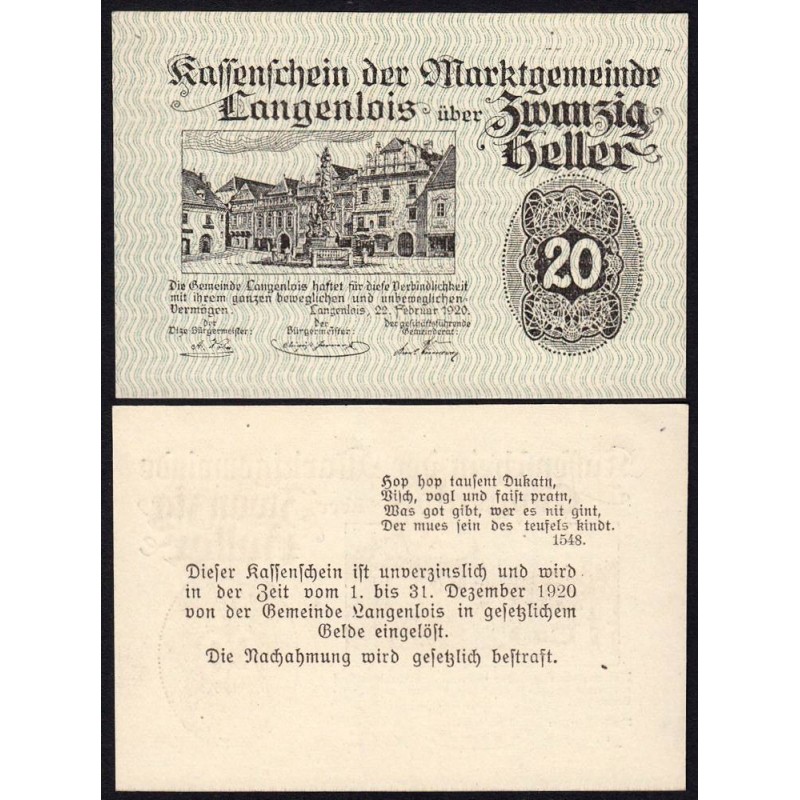 Kassenschein der Marktgemeinde
Langenlois über Zwanzig
Heller
20
Die Gemeinde Langenlois haftet für diese Verbindlichkeit
mit ihrem ganzen beweglichen und unbeweglichen
Vermögen. Langenlois, 22. Februar 1920.
der der Der geschäftsführende
Vize Bürgermeister: Bürgermeister: Gemeinderat:
Hop hop tausent Dukatn,
Visch, vogl und faist pratn,
Was got gibt, wer es nit gint,
Der mues sein des teufels kindt.
1548.
Dieser Kassenschein ist unverzinslich und wird
in der Zeit vom 1. bis 31. Dezember 1920
von der Gemeinde Langenlois in gesetzlichem
Gelde eingelöst.
Die Nachahmung wird gesetzlich bestraft.